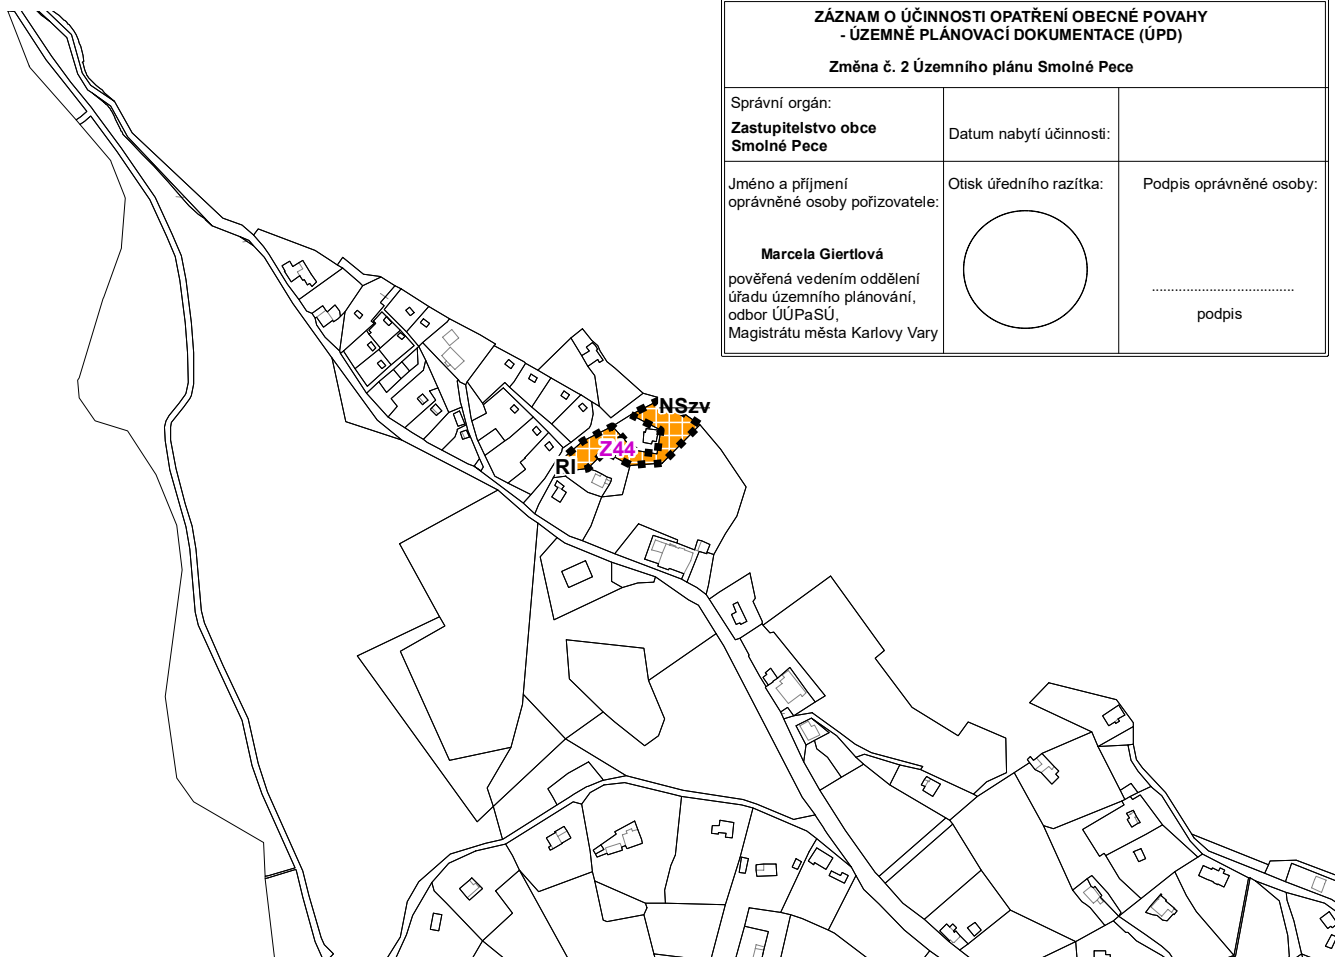 ZÁZNAM O ÚČINNOSTI OPATŘENÍ OBECNÉ POVAHY
- ÚZEMNĚ PLÁNOVACÍ DOKUMENTACE (ÚPD)
Změna č. 2 Územního plánu Smolné Pece
Správní orgán:
Zastupitelstvo obce
Smolné Pece
Datum nabytí účinnosti:
Jméno a příjmení
oprávněné osoby pořizovatele:
Marcela Giertlová
pověřená vedením oddělení
úřadu územního plánování,
odbor ÚÚPaSÚ,
Magistrátu města Karlovy Vary
Otisk úředního razítka:
Podpis oprávněné osoby:
.....................................
podpis
NSzv
Z44
RI